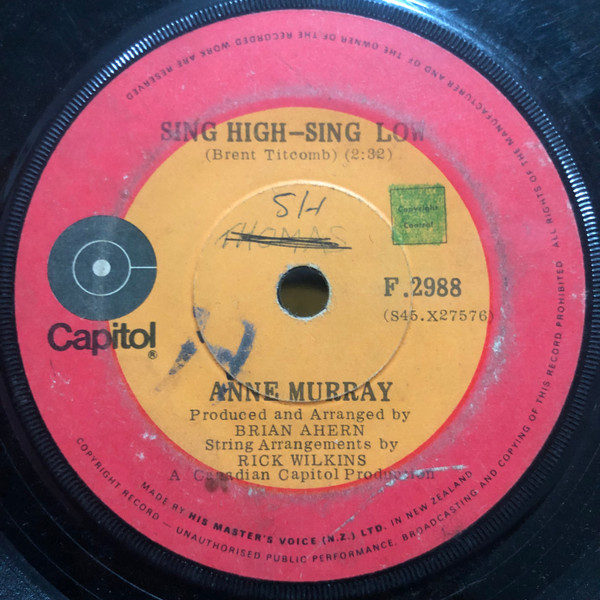 SING HIGH–SING LOW
(Brent Titcomb) (2:32)
SH
THOMAS
Copyright
Control
F.2988
(S45.X27576)
Capitol®
ANNE MURRAY
Produced and Arranged by
BRIAN AHERN
String Arrangements by
RICK WILKINS
A Canadian Capitol Production
MADE BY HIS MASTER'S VOICE (N.Z.) LTD. IN NEW ZEALAND
COPYRIGHT RECORD — UNAUTHORISED PUBLIC PERFORMANCE, BROADCASTING AND COPYING OF THIS RECORD PROHIBITED ALL RIGHTS OF THE MANUFACTURER AND OF THE OWNER OF THE RECORDED WORK ARE RESERVED